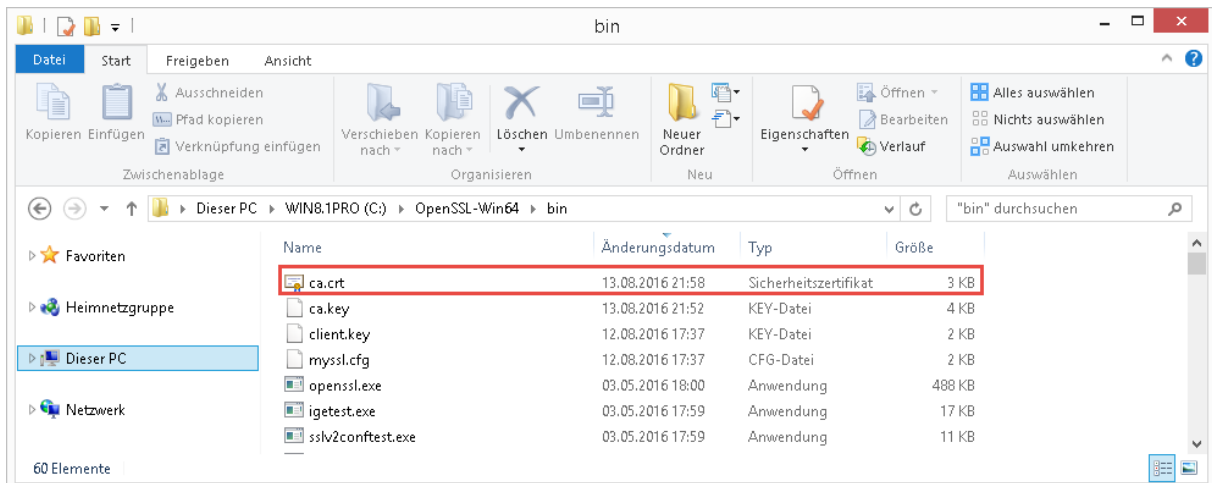 bin
Datei Start Freigeben Ansicht
Kopieren Einfügen
Ausschneiden
Pfad kopieren
Verknüpfung einfügen
Zwischenablage
Verschieben nach
Kopieren nach
Löschen
Umbenennen
Organisieren
Neuer Ordner
Neu
Eigenschaften
Öffnen
Bearbeiten
Verlauf
Öffnen
Alles auswählen
Nichts auswählen
Auswahl umkehren
Auswählen
Dieser PC WIN8.1PRO (C:) OpenSSL-Win64 bin
"bin" durchsuchen
Favoriten
Heimnetzgruppe
Dieser PC
Netzwerk
Name Änderungsdatum Typ Größe
ca.crt 13.08.2016 21:58 Sicherheitszertifikat 3 KB
ca.key 13.08.2016 21:52 KEY-Datei 4 KB
client.key 12.08.2016 17:37 KEY-Datei 2 KB
myssl.cfg 12.08.2016 17:37 CFG-Datei 2 KB
openssl.exe 03.05.2016 18:00 Anwendung 488 KB
igetest.exe 03.05.2016 17:59 Anwendung 17 KB
sslv2conftest.exe 03.05.2016 17:59 Anwendung 11 KB
60 Elemente